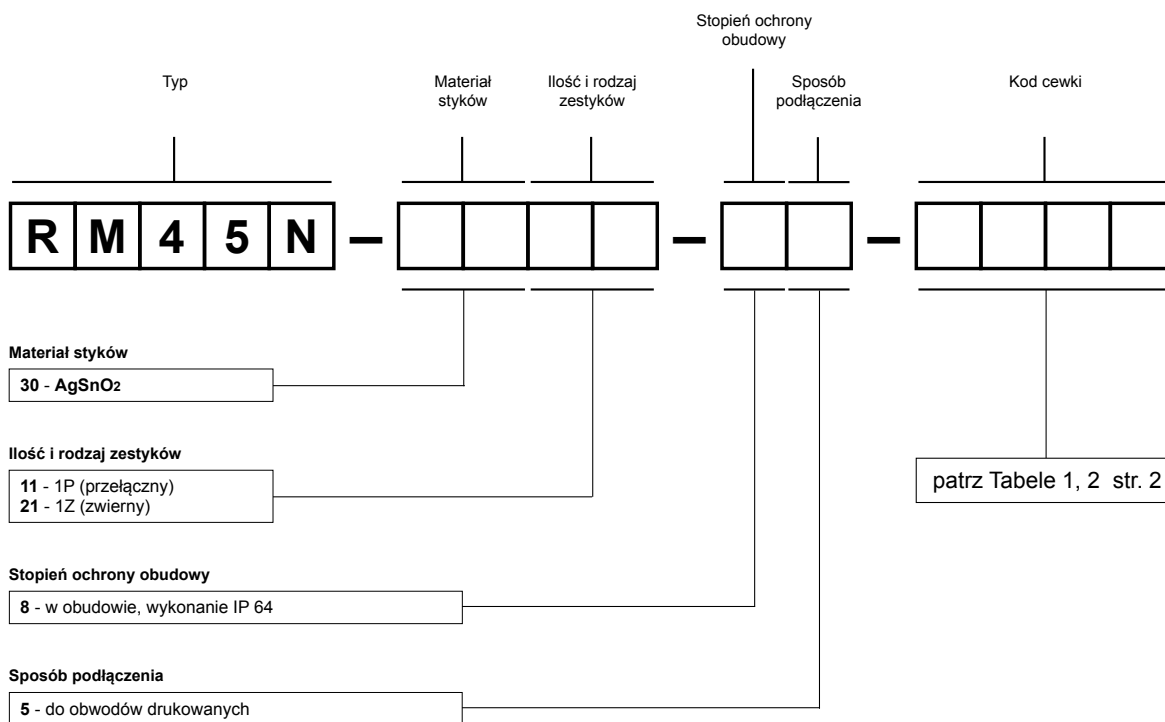 Stopień ochrony
obudowy
Typ
Materiał
styków
Ilość i rodzaj
zestyków
Sposób
podłączenia
Kod cewki
R M 4 5 N – –  –
Materiał styków
30 - AgSnO2
Ilość i rodzaj zestyków
11 - 1P (przełączny)
21 - 1Z (zwierny)
patrz Tabele 1, 2 str. 2
Stopień ochrony obudowy
8 - w obudowie, wykonanie IP 64
Sposób podłączenia
5 - do obwodów drukowanych